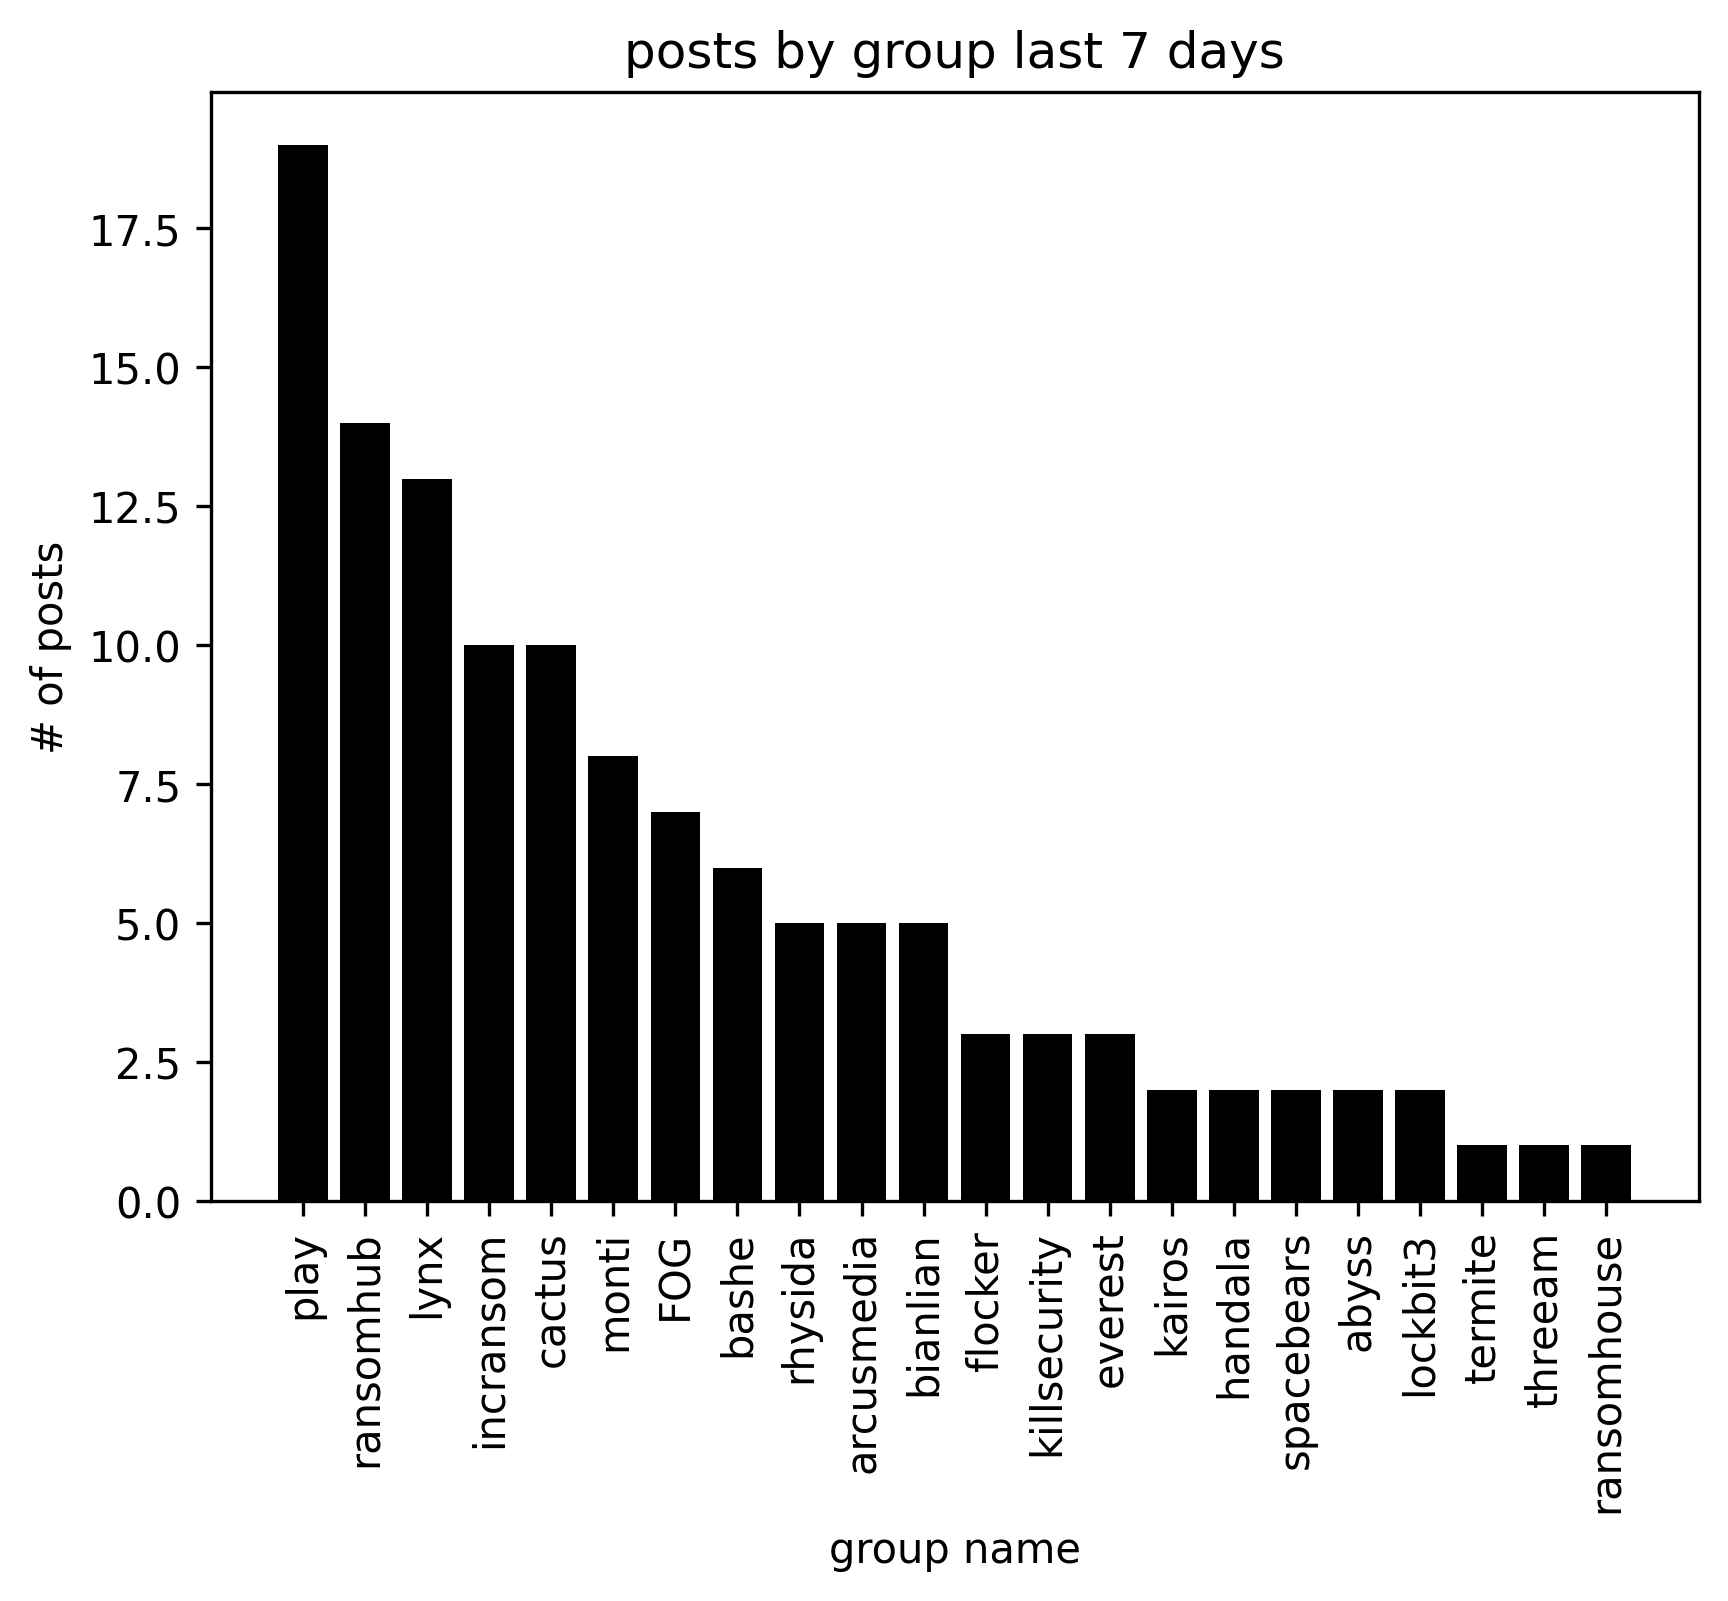 posts by group last 7 days
# of posts
17.5
15.0
12.5
10.0
7.5
5.0
2.5
0.0
play
ransomhub
lynx
incransom
cactus
monti
FOG
bashe
rhysida
arcusmedia
bianlian
flocker
killsecurity
everest
kairos
handala
spacebears
abyss
lockbit3
termite
threeam
ransomhouse
group name